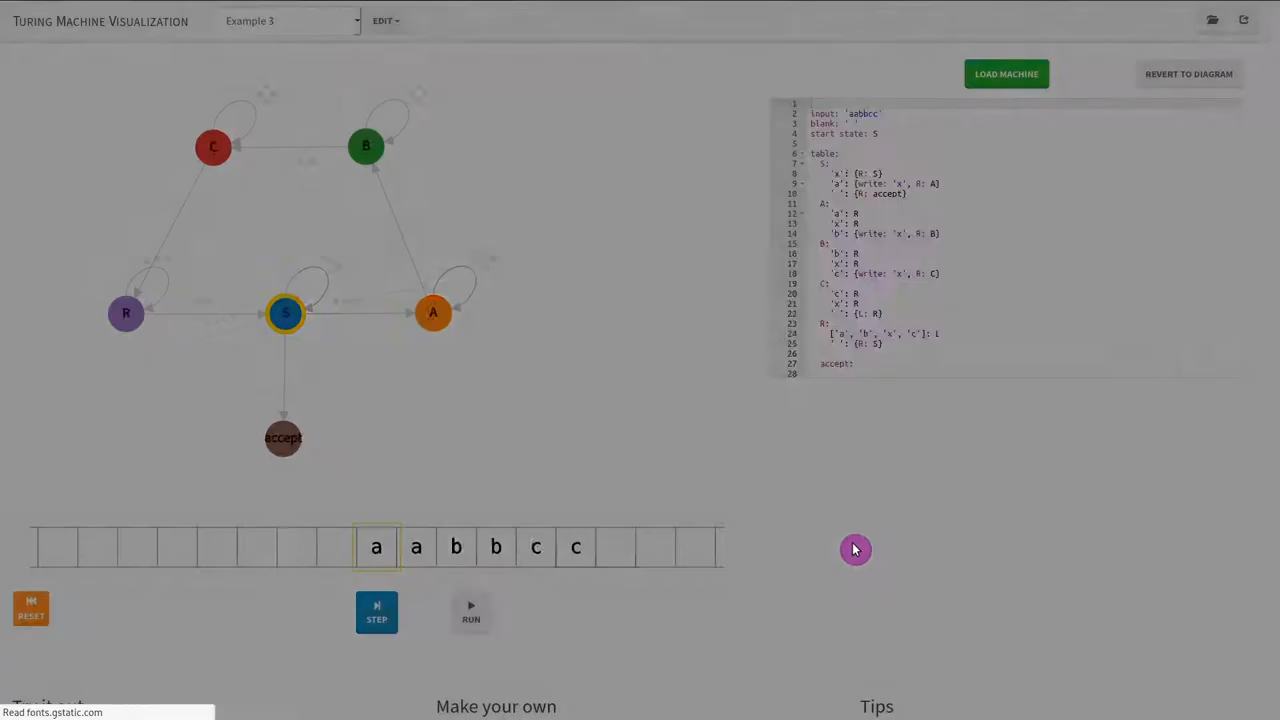 TURING MACHINE VISUALIZATION
Example 3
EDIT
LOAD MACHINE
REVERT TO DIAGRAM
C
B
R
S
A
accept
1
2 input: 'aabbcc'
3 blank: ' '
4 start state: S
5
6 table:
7 S:
8 'x': {R: S}
9 'a': {write: 'x', R: A}
10 ' ': {R: accept}
11 A:
12 'a': R
13 'x': R
14 'b': {write: 'x', R: B}
15 B:
16 'b': R
17 'x': R
18 'c': {write: 'x', R: C}
19 C:
20 'c': R
21 'x': R
22 ' ': {L: R}
23 R:
24 ['a', 'b', 'x', 'c']: L
25 ' ': {R: S}
26
27 accept:
28
a a b b c c
RESET
STEP
RUN
Make your own
Tips
Read fonts.gstatic.com